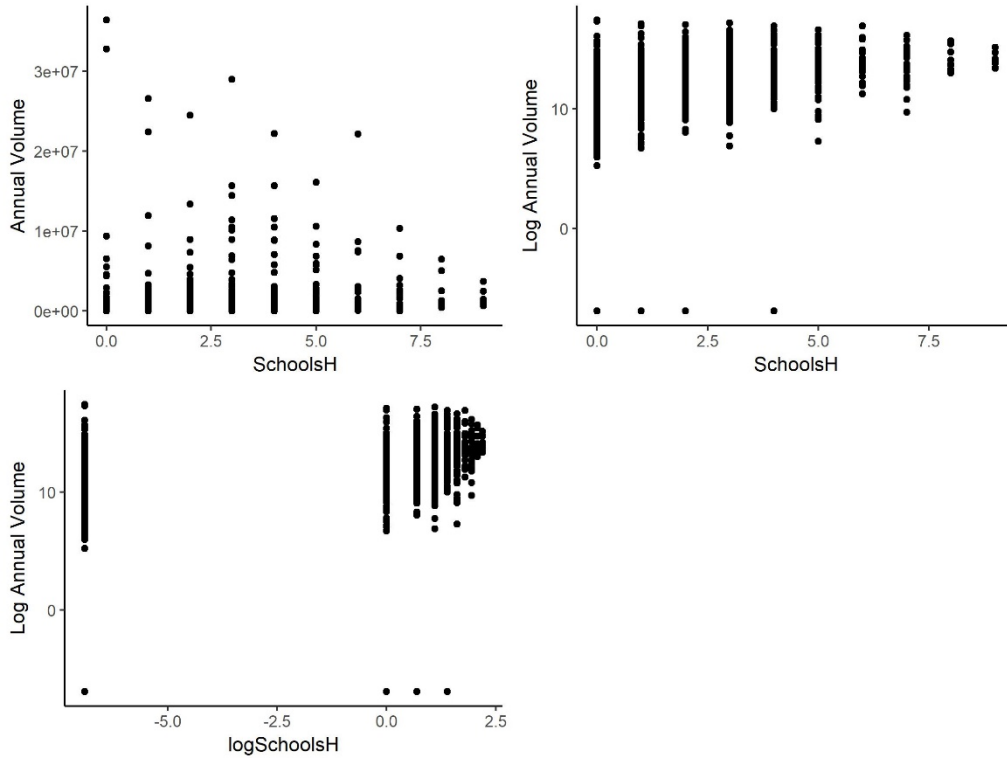 Annual Volume
3e+07
2e+07
1e+07
0e+00
0.0 2.5 5.0 7.5
SchoolsH
Log Annual Volume
10
0
0.0 2.5 5.0 7.5
SchoolsH
Log Annual Volume
10
0
-5.0 -2.5 0.0 2.5
logSchoolsH